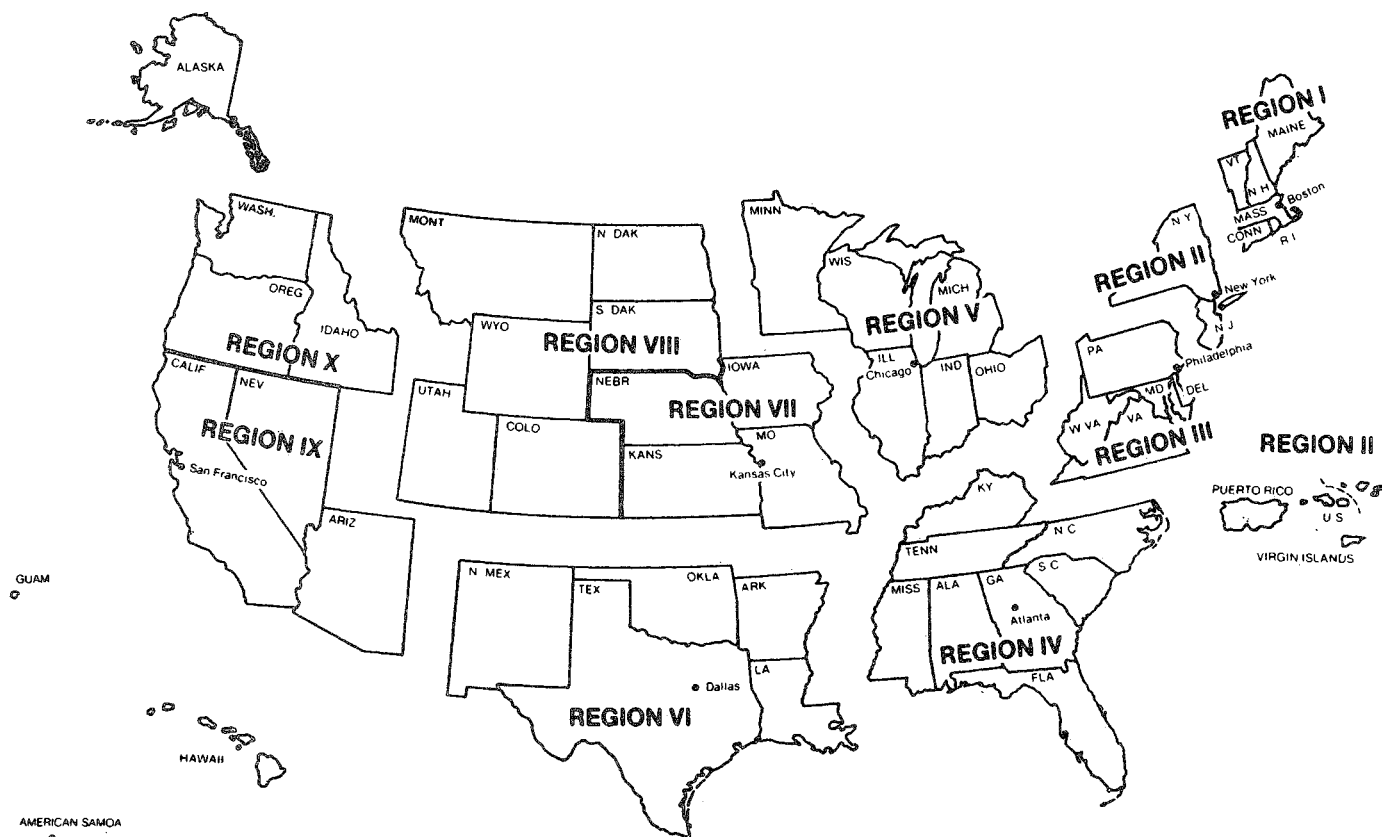 ALASKA
REGION I
MAINE
VT
N H
Boston
MASS
CONN
R I
WASH.
MONT
N DAK
MINN
N Y
OREG
WIS
MICH
REGION II
New York
IDAHO
WYO
S DAK
REGION V
N J
REGION X
REGION VIII
PA
Philadelphia
CALIF
NEV
UTAH
NEBR
IOWA
ILL
Chicago
IND
OHIO
MD
DEL
REGION IX
COLO
REGION VII
W VA
VA
REGION III
San Francisco
KANS
MO
Kansas City
REGION II
KY
PUERTO RICO
U S
VIRGIN ISLANDS
ARIZ
TENN
N C
GUAM
N MEX
TEX
OKLA
ARK
MISS
ALA
GA
S C
Atlanta
LA
REGION IV
FLA
Dallas
REGION VI
HAWAII
AMERICAN SAMOA